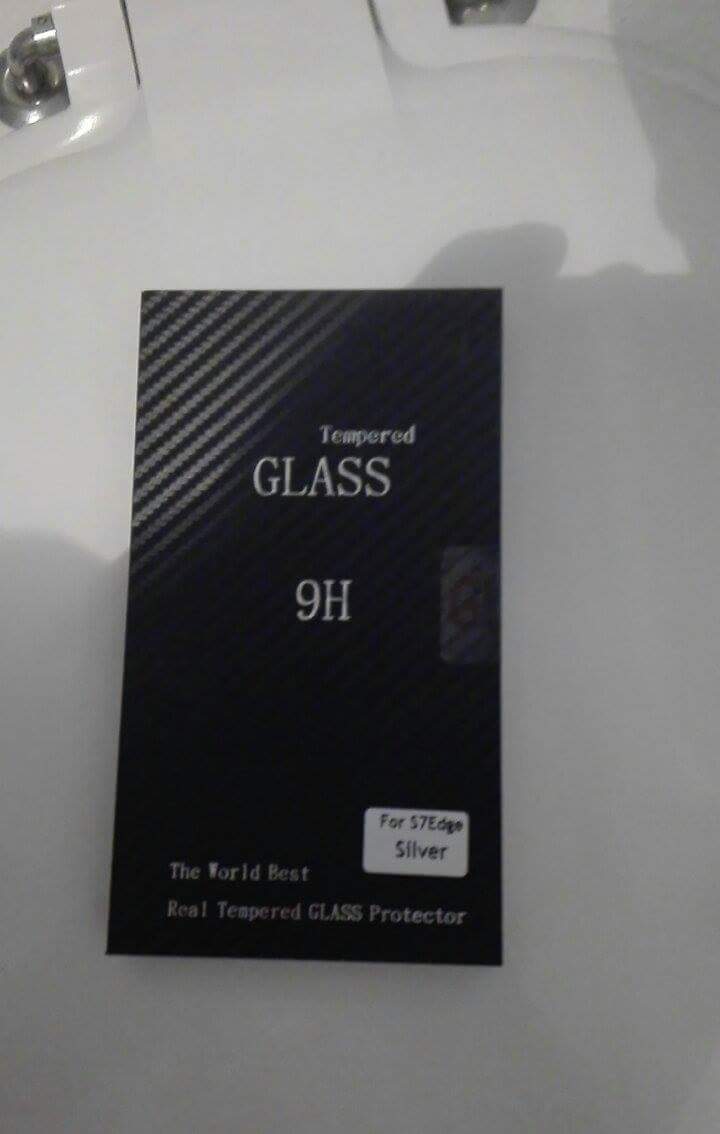 Tempered
GLASS
9H
For S7Edge
Silver
The World Best
Real Tempered GLASS Protector